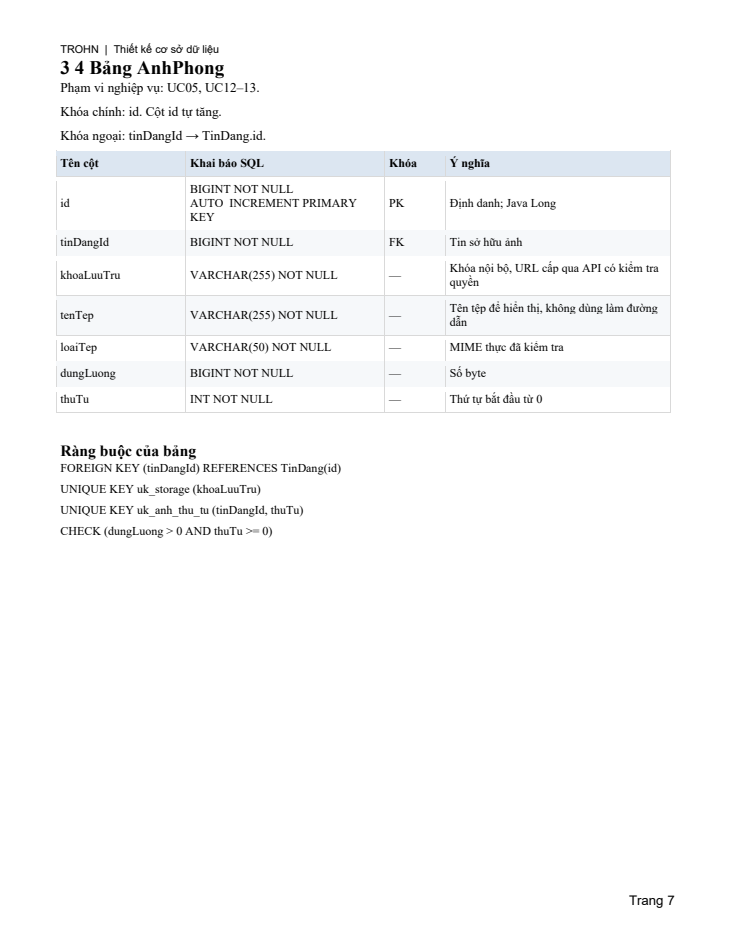 TROHN | Thiết kế cơ sở dữ liệu
3 4 Bảng AnhPhong
Phạm vi nghiệp vụ: UC05, UC12–13.
Khóa chính: id. Cột id tự tăng.
Khóa ngoại: tinDangId → TinDang.id.
Tên cột Khai báo SQL Khóa Ý nghĩa
id BIGINT NOT NULL AUTO INCREMENT PRIMARY KEY PK Định danh; Java Long
tinDangId BIGINT NOT NULL FK Tin sở hữu ảnh
khoaLuuTru VARCHAR(255) NOT NULL — Khóa nội bộ, URL cấp qua API có kiểm tra quyền
tenTep VARCHAR(255) NOT NULL — Tên tệp để hiển thị, không dùng làm đường dẫn
loaiTep VARCHAR(50) NOT NULL — MIME thực đã kiểm tra
dungLuong BIGINT NOT NULL — Số byte
thuTu INT NOT NULL — Thứ tự bắt đầu từ 0
Ràng buộc của bảng
FOREIGN KEY (tinDangId) REFERENCES TinDang(id)
UNIQUE KEY uk_storage (khoaLuuTru)
UNIQUE KEY uk_anh_thu_tu (tinDangId, thuTu)
CHECK (dungLuong > 0 AND thuTu >= 0)
Trang 7